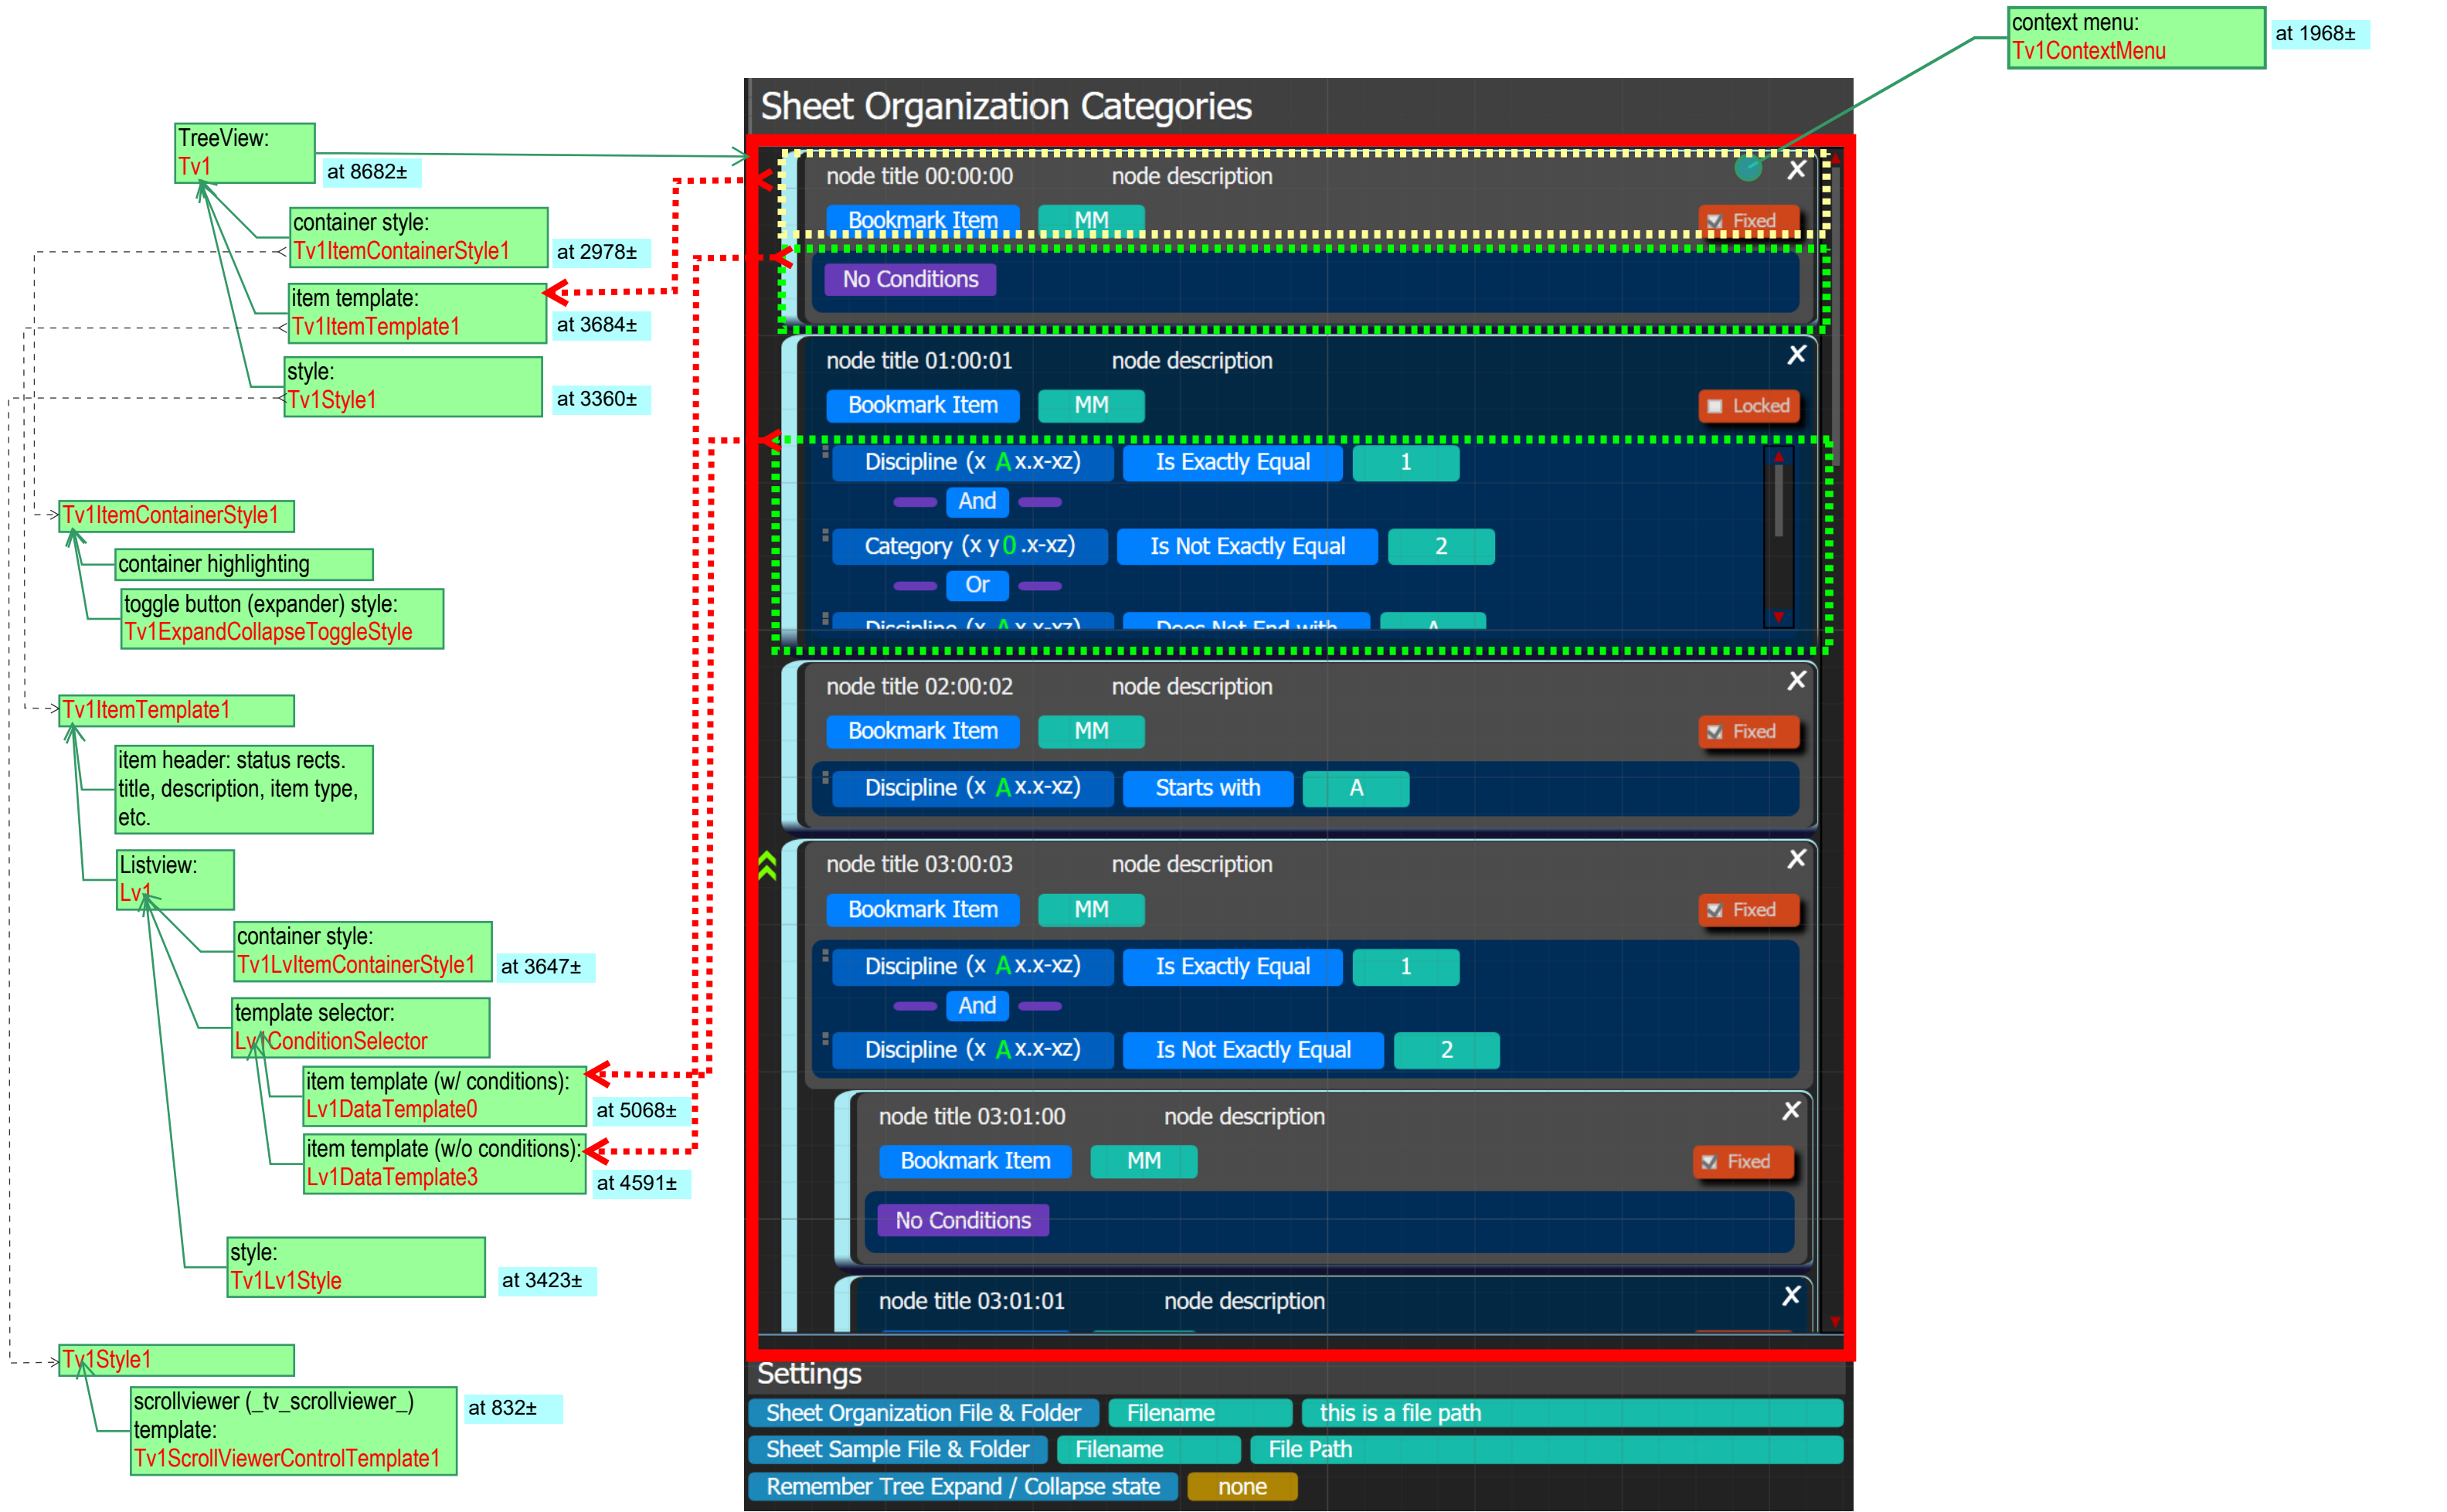 context menu:
Tv1ContextMenu
at 1968±
TreeView:
Tv1
at 8682±
container style:
Tv1ItemContainerStyle1
at 2978±
item template:
Tv1ItemTemplate1
at 3684±
style:
Tv1Style1
at 3360±
Tv1ItemContainerStyle1
container highlighting
toggle button (expander) style:
Tv1ExpandCollapseToggleStyle
Tv1ItemTemplate1
item header: status rects.
title, description, item type,
etc.
Listview:
Lv1
container style:
Tv1LvItemContainerStyle1
at 3647±
template selector:
Lv1ConditionSelector
item template (w/ conditions):
Lv1DataTemplate0
at 5068±
item template (w/o conditions):
Lv1DataTemplate3
at 4591±
style:
Tv1Lv1Style
at 3423±
Tv1Style1
scrollviewer (_tv_scrollviewer_)
template:
Tv1ScrollViewerControlTemplate1
at 832±
Sheet Organization Categories
node title 00:00:00 node description X
Bookmark Item MM Fixed
No Conditions
node title 01:00:01 node description X
Bookmark Item MM Locked
Discipline (x A x.x-xz) Is Exactly Equal 1
And
Category (x y 0 .x-xz) Is Not Exactly Equal 2
Or
Discipline (x A x.x-xz) Does Not End with A
node title 02:00:02 node description X
Bookmark Item MM Fixed
Discipline (x A x.x-xz) Starts with A
node title 03:00:03 node description X
Bookmark Item MM Fixed
Discipline (x A x.x-xz) Is Exactly Equal 1
And
Discipline (x A x.x-xz) Is Not Exactly Equal 2
node title 03:01:00 node description X
Bookmark Item MM Fixed
No Conditions
node title 03:01:01 node description X
Settings
Sheet Organization File & Folder Filename this is a file path
Sheet Sample File & Folder Filename File Path
Remember Tree Expand / Collapse state none